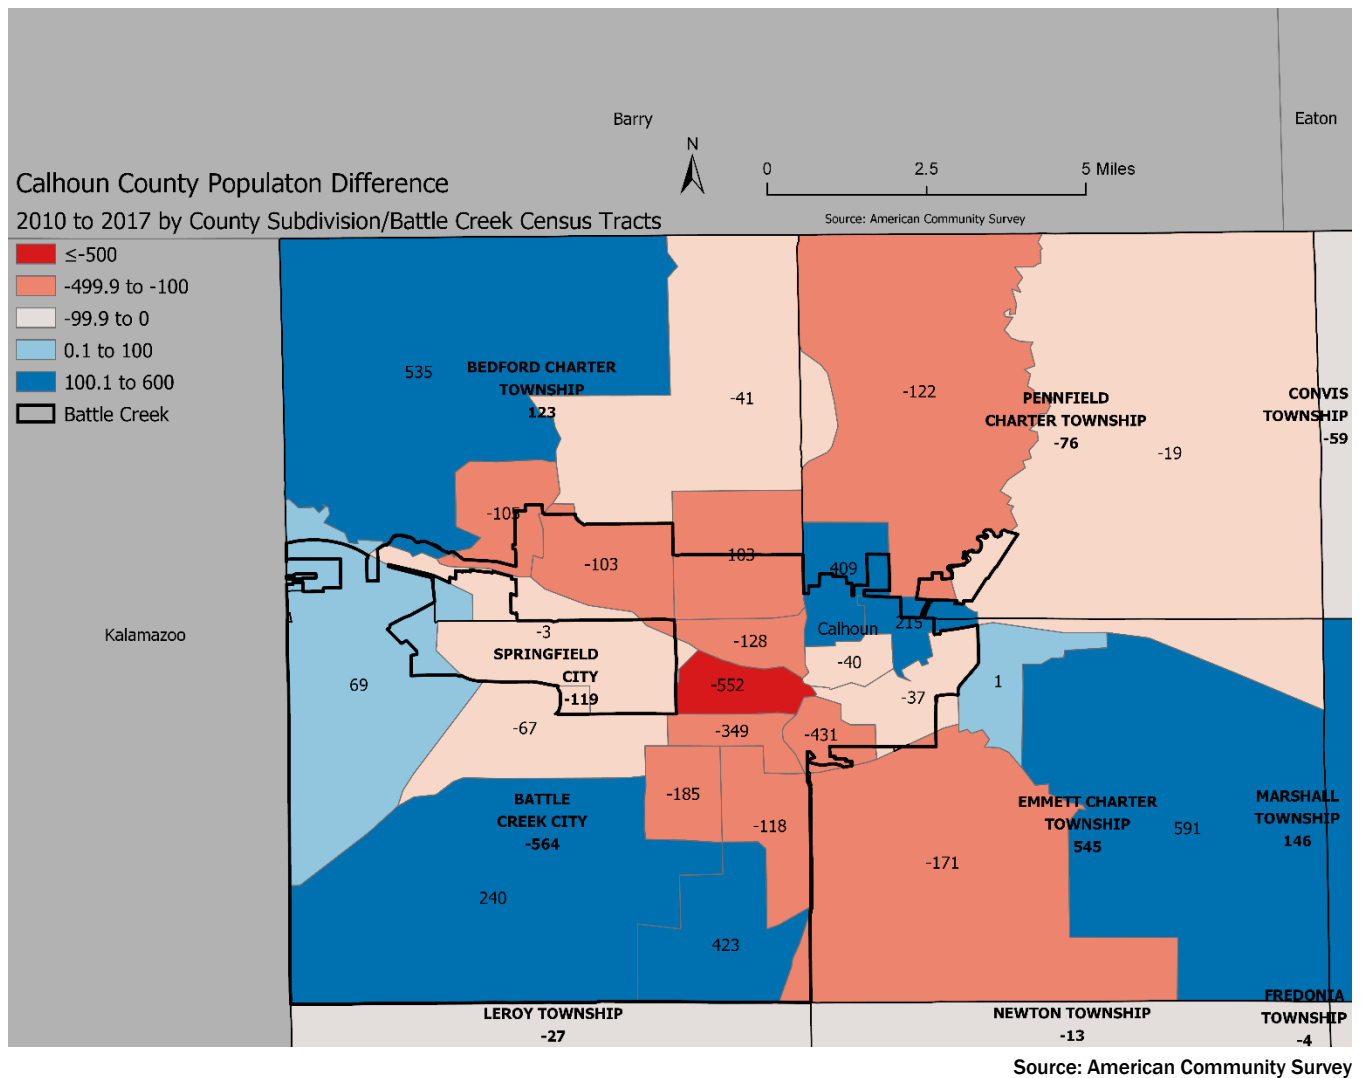 Barry
Eaton
N
0 2.5 5 Miles
Source: American Community Survey
Calhoun County Populaton Difference
2010 to 2017 by County Subdivision/Battle Creek Census Tracts
≤-500
-499.9 to -100
-99.9 to 0
0.1 to 100
100.1 to 600
Battle Creek
535
BEDFORD CHARTER
TOWNSHIP
123
-41
-122
PENNFIELD
CHARTER TOWNSHIP
-76
-19
CONVIS
TOWNSHIP
-59
-105
-103
-103
409
215
Calhoun
Kalamazoo
-3
SPRINGFIELD
CITY
-119
-128
-40
-37
1
69
-552
-67
-349
-431
-185
-118
BATTLE
CREEK CITY
-564
EMMETT CHARTER
TOWNSHIP
545
591
MARSHALL
TOWNSHIP
146
-171
240
423
LEROY TOWNSHIP
-27
NEWTON TOWNSHIP
-13
FREDONIA
TOWNSHIP
-4
Source: American Community Survey